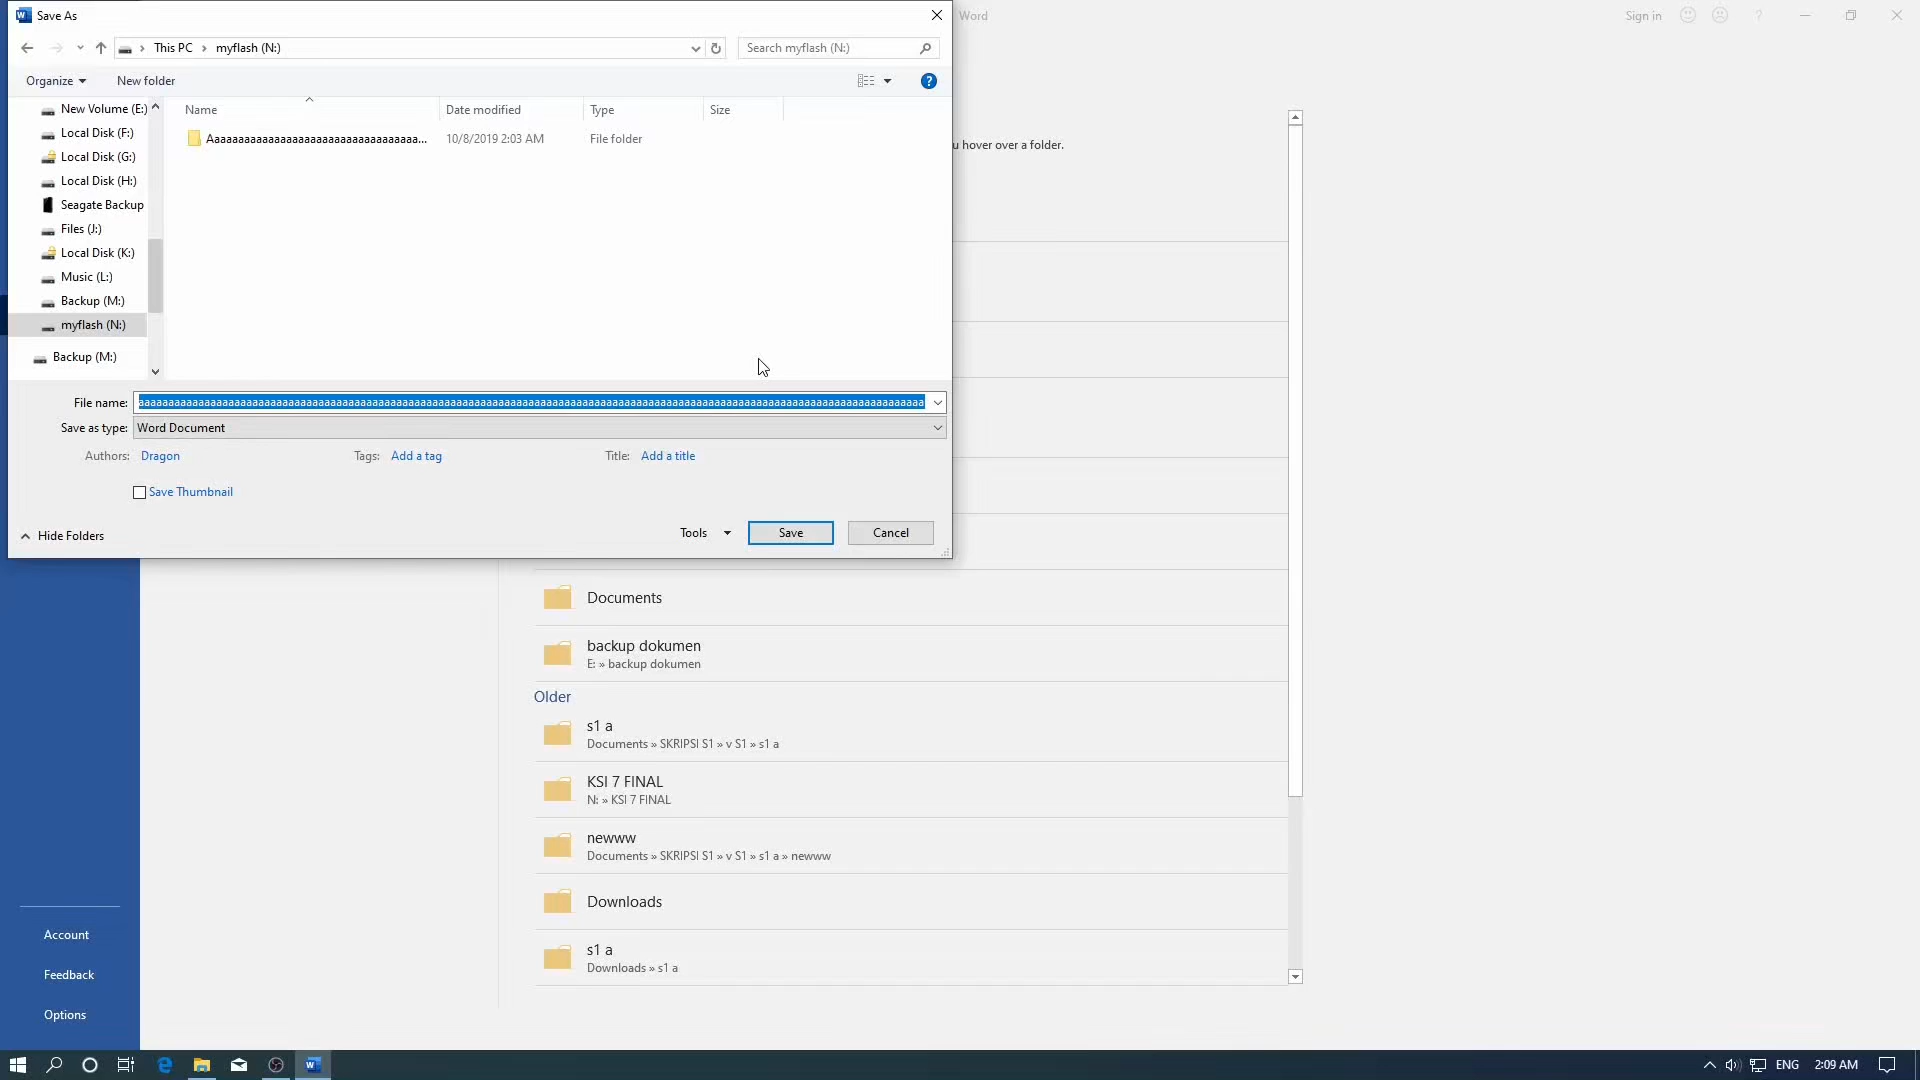 Save As
Word
Sign in
?
This PC
myflash (N:)
Search myflash (N:)
Organize
New folder
?
New Volume (E:)
Local Disk (F:)
Local Disk (G:)
Local Disk (H:)
Seagate Backup
Files (J:)
Local Disk (K:)
Music (L:)
Backup (M:)
myflash (N:)
Backup (M:)
Name
Date modified
Type
Size
10/8/2019 2:03 AM
File folder
u hover over a folder.
File name:
Save as type:
Word Document
Authors:
Dragon
Tags:
Add a tag
Title:
Add a title
Save Thumbnail
Hide Folders
Tools
Save
Cancel
Documents
backup dokumen
E: » backup dokumen
Older
s1 a
Documents » SKRIPSI S1 » v S1 » s1 a
KSI 7 FINAL
N: » KSI 7 FINAL
newww
Documents » SKRIPSI S1 » v S1 » s1 a » newww
Downloads
s1 a
Downloads » s1 a
Account
Feedback
Options
ENG
2:09 AM